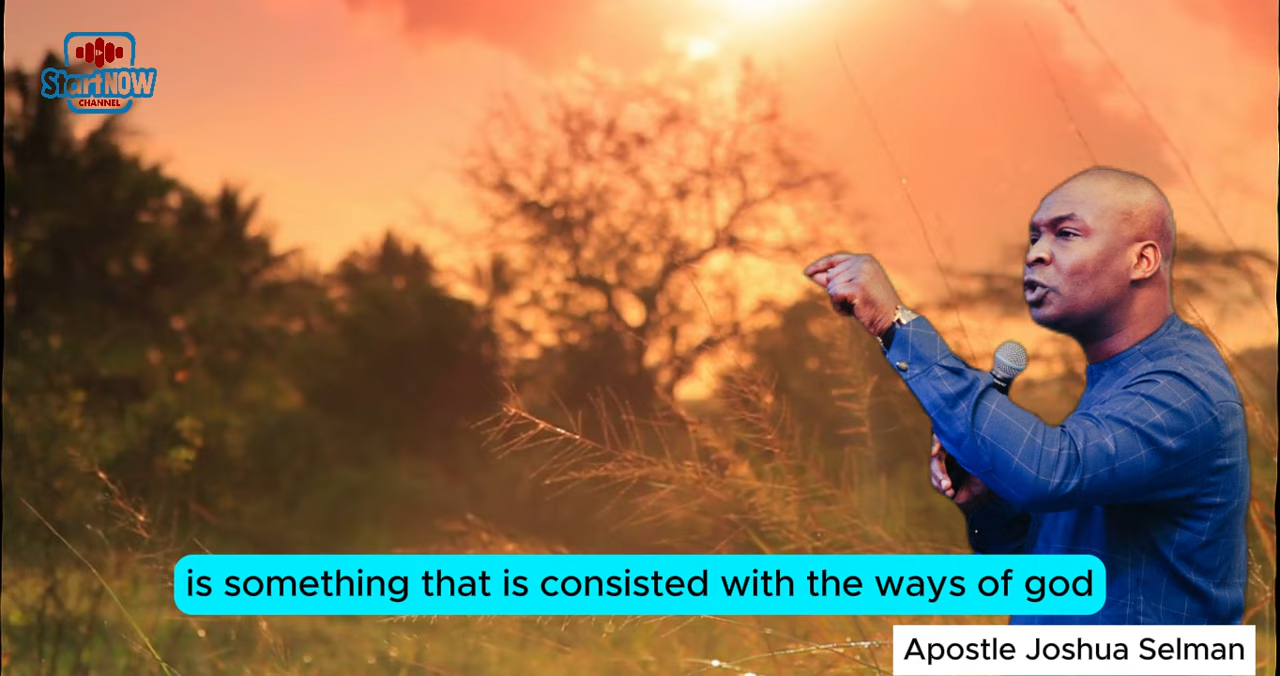 StartNOW
CHANNEL
is something that is consisted with the ways of god
Apostle Joshua Selman